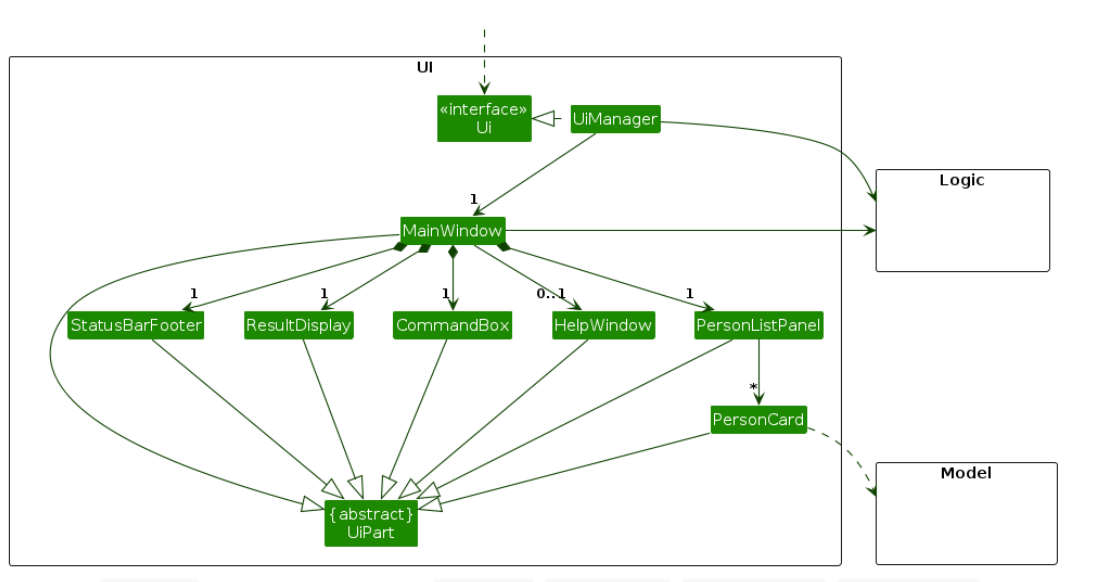 UI
«interface»
Ui
UiManager
Logic
1
MainWindow
1
1
1
0..1
1
StatusBarFooter
ResultDisplay
CommandBox
HelpWindow
PersonListPanel
*
PersonCard
Model
{abstract}
UiPart